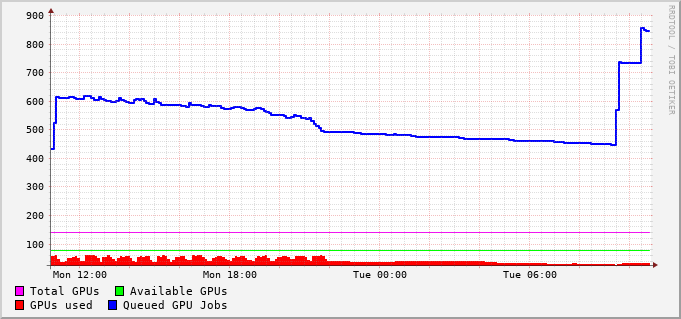 900
800
700
600
500
400
300
200
100
Mon 12:00 Mon 18:00 Tue 00:00 Tue 06:00
Total GPUs Available GPUs
GPUs used Queued GPU Jobs
RRDTOOL / TOBI OETIKER